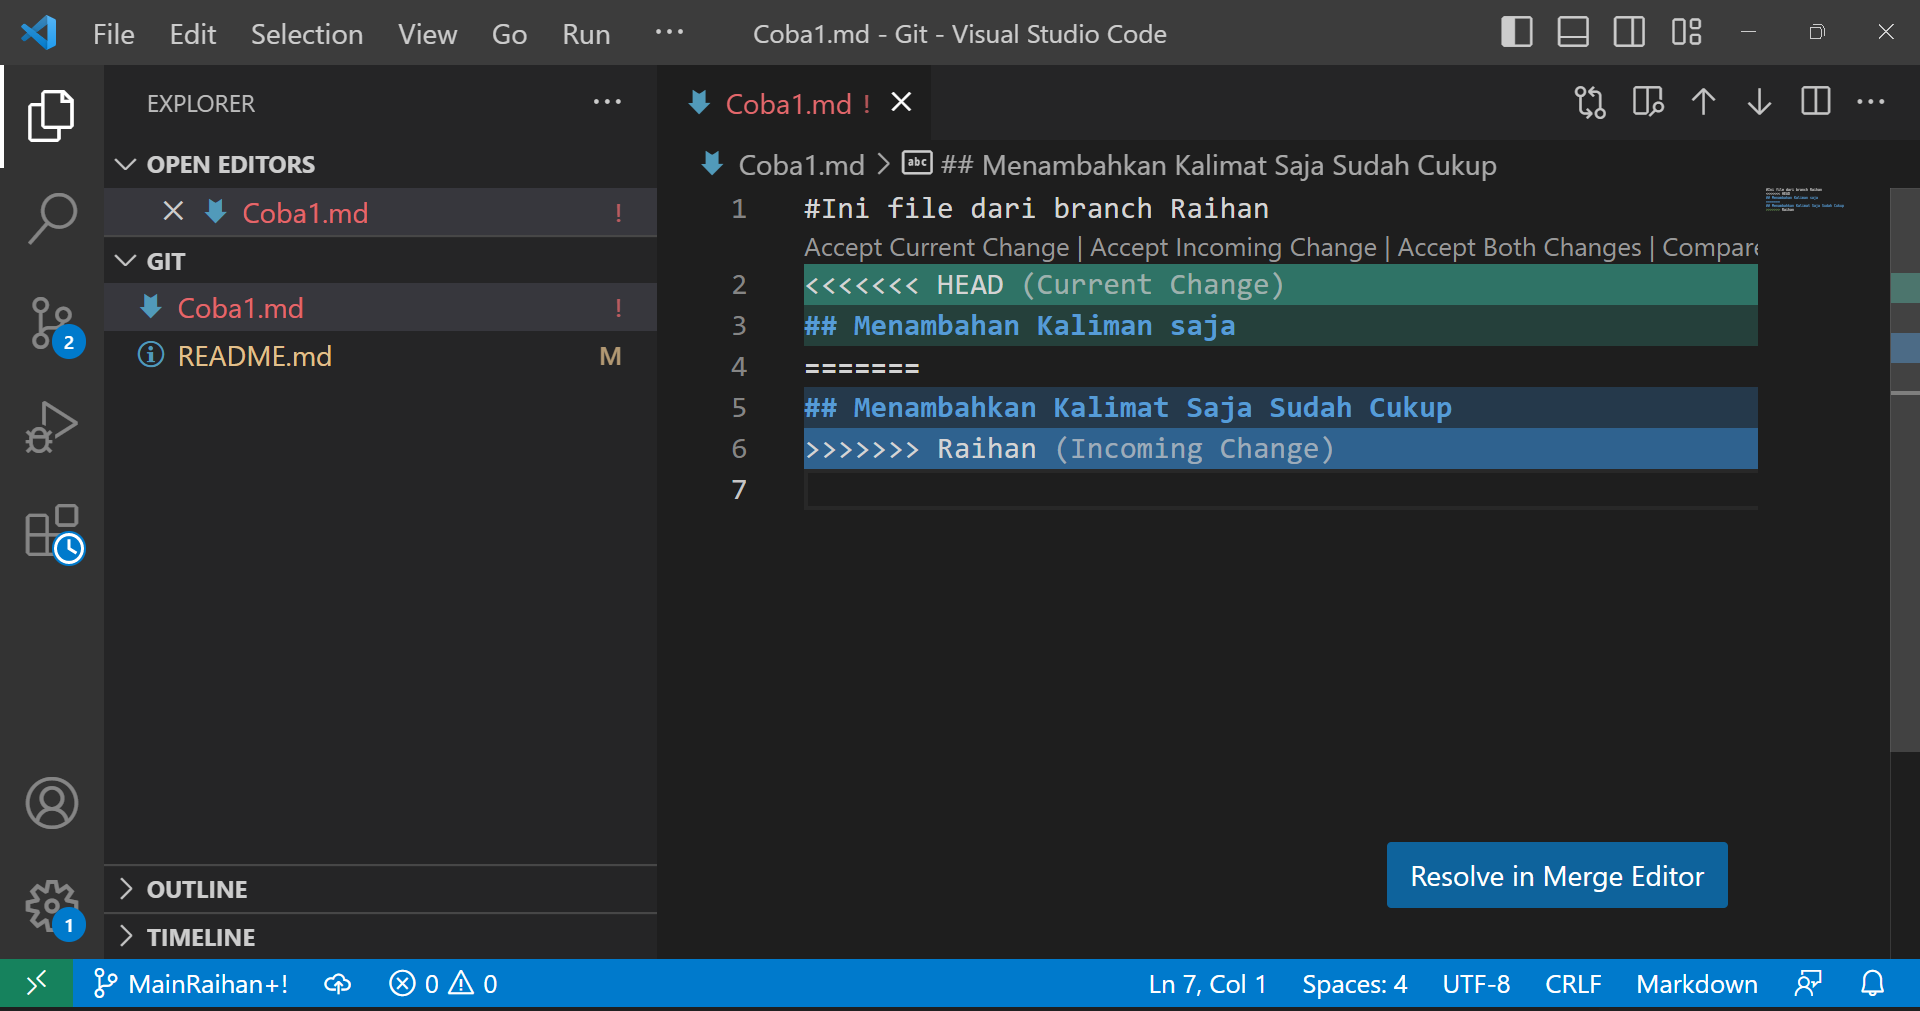 File Edit Selection View Go Run ··· Coba1.md - Git - Visual Studio Code
EXPLORER ···
OPEN EDITORS
Coba1.md !
GIT
Coba1.md !
README.md M
OUTLINE
TIMELINE
2
1
Coba1.md !
Coba1.md > abc ## Menambahkan Kalimat Saja Sudah Cukup
1 #Ini file dari branch Raihan
Accept Current Change | Accept Incoming Change | Accept Both Changes | Compare
2 <<<<<<< HEAD (Current Change)
3 ## Menambahan Kaliman saja
4 =======
5 ## Menambahkan Kalimat Saja Sudah Cukup
6 >>>>>>> Raihan (Incoming Change)
7
Resolve in Merge Editor
MainRaihan+! 0 0 Ln 7, Col 1 Spaces: 4 UTF-8 CRLF Markdown